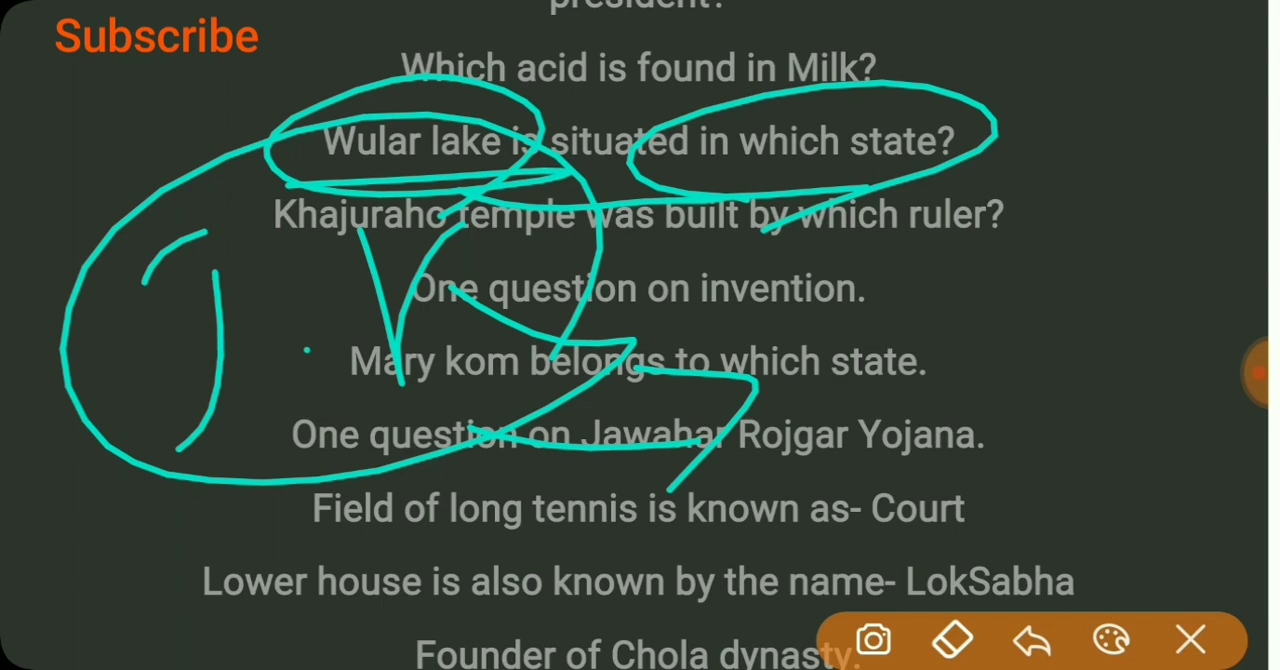 president?
Subscribe
Which acid is found in Milk?
Wular lake is situated in which state?
Khajuraho temple was built by which ruler?
One question on invention.
Mary kom belongs to which state.
One question on Jawahar Rojgar Yojana.
Field of long tennis is known as- Court
Lower house is also known by the name- LokSabha
Founder of Chola dynasty.